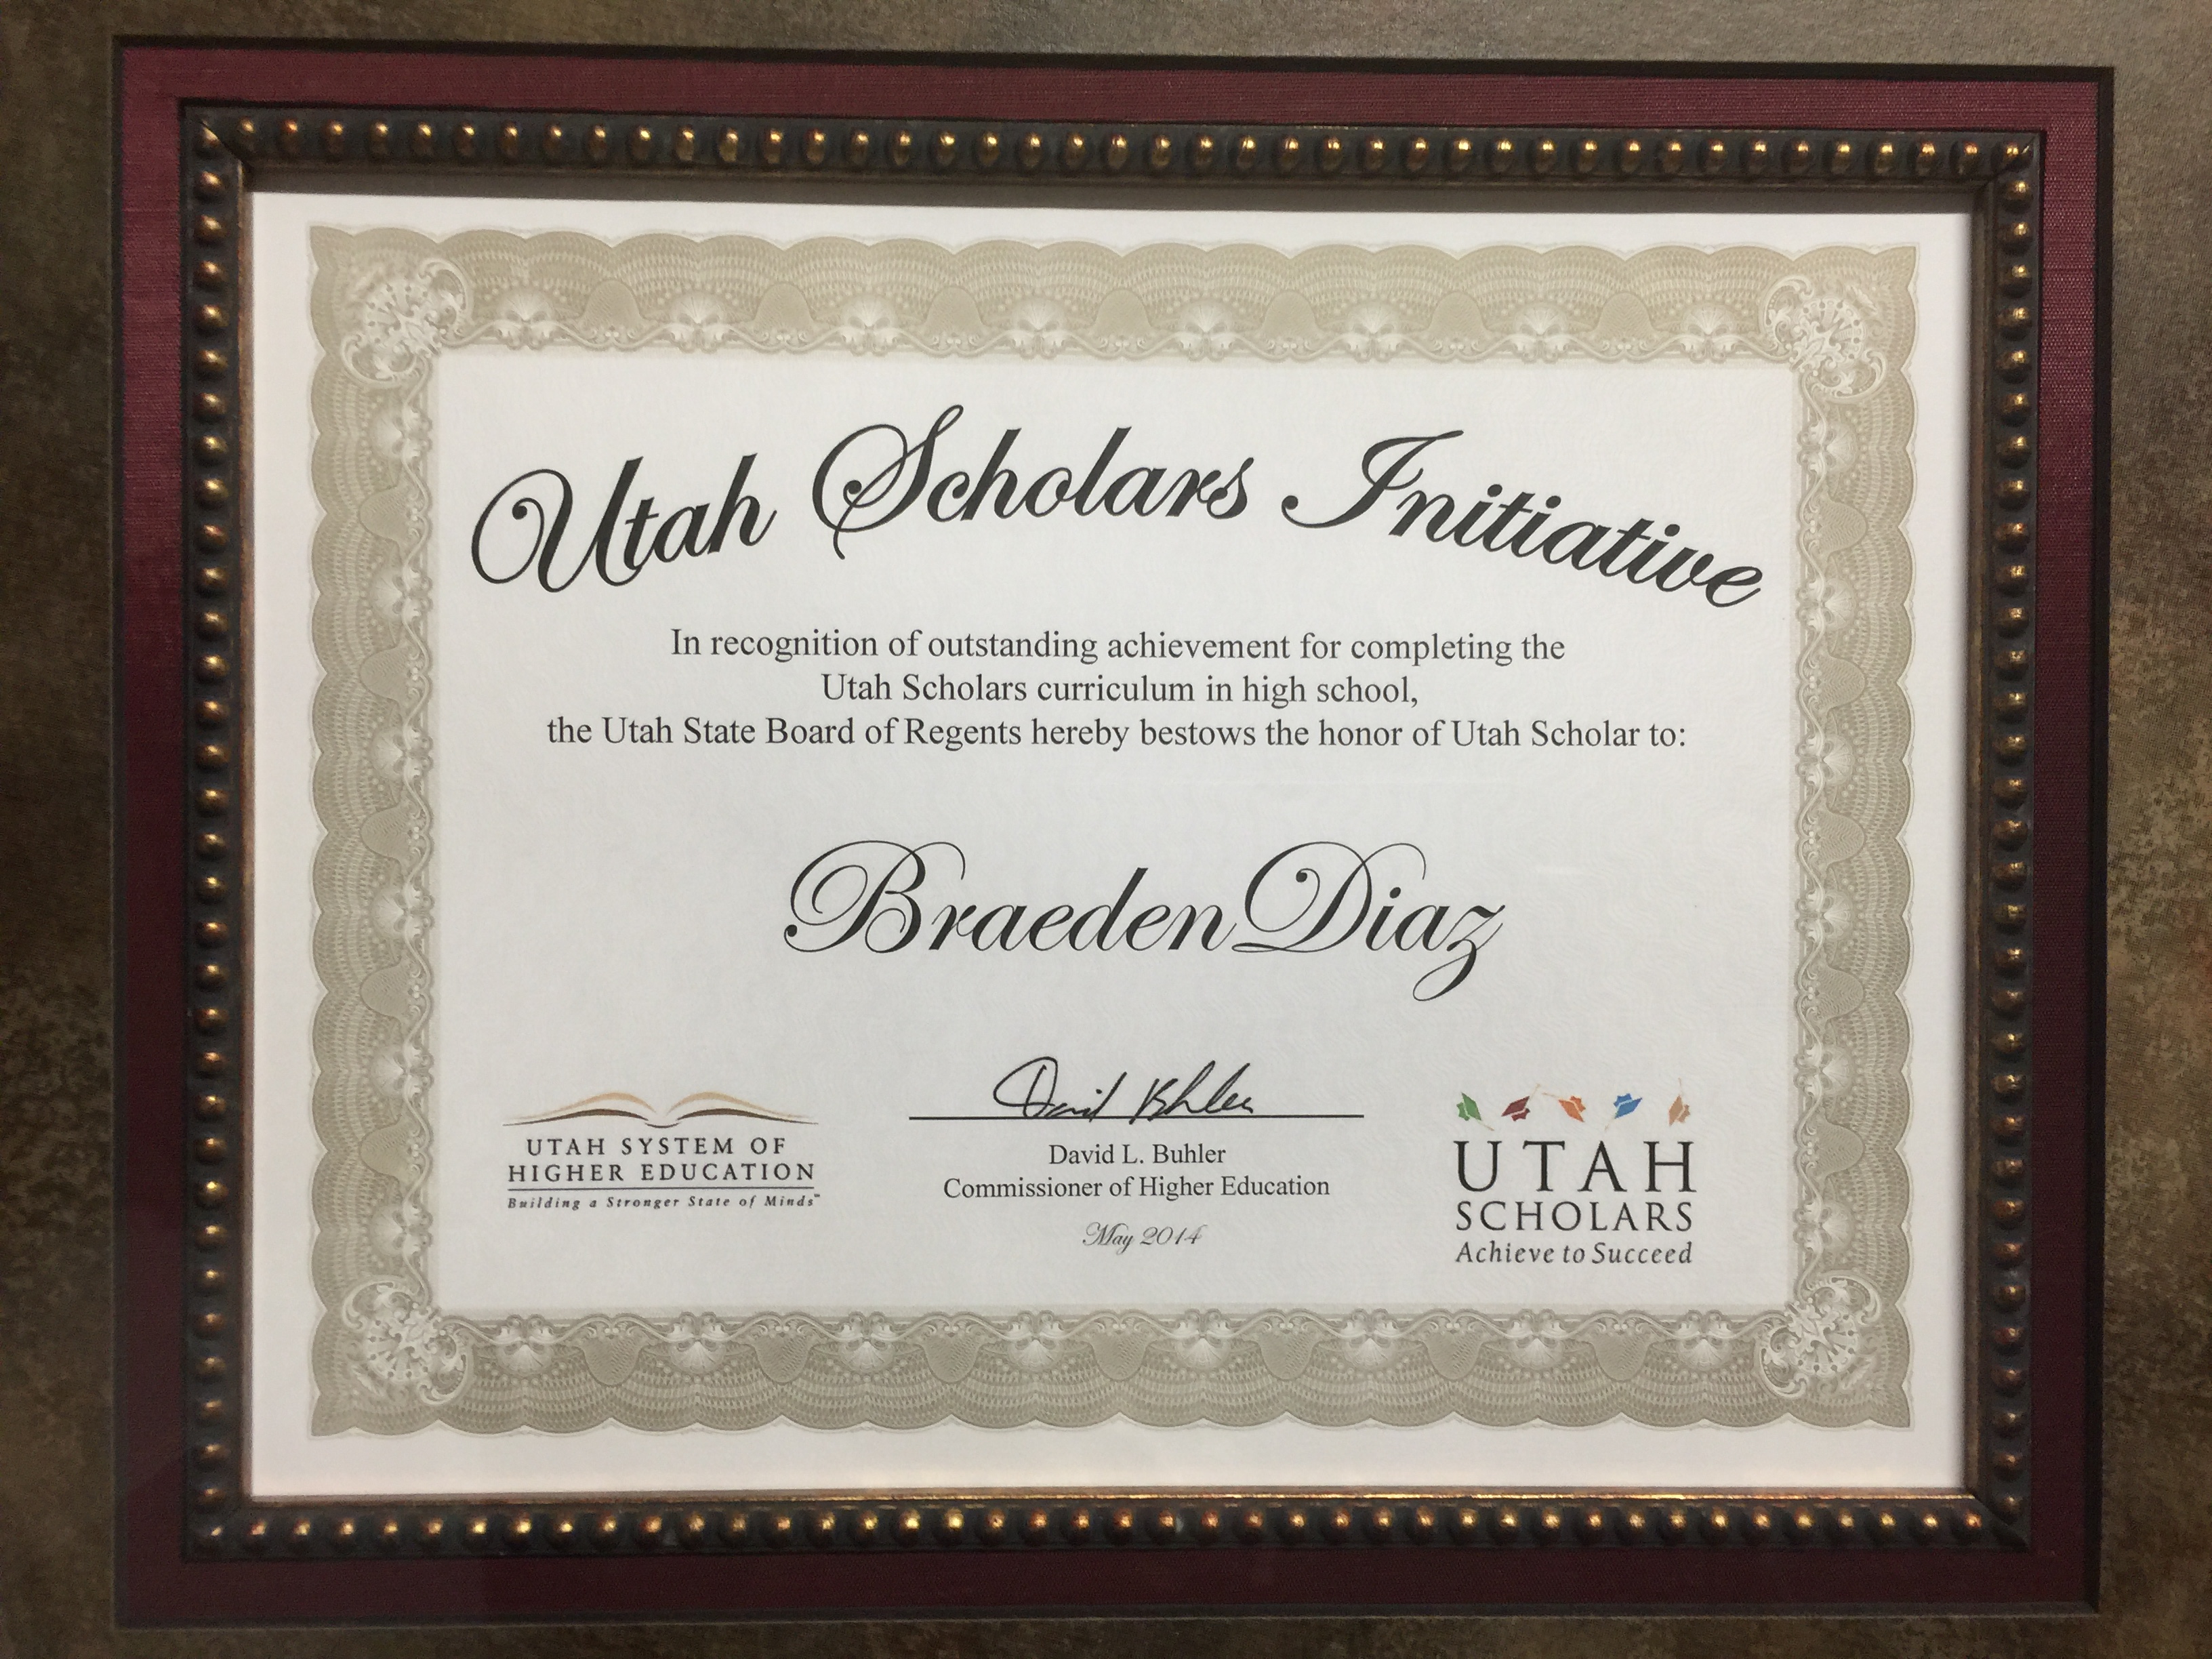 Utah Scholars Initiative
In recognition of outstanding achievement for completing the
Utah Scholars curriculum in high school,
the Utah State Board of Regents hereby bestows the honor of Utah Scholar to:
Braeden Diaz
David Buhler
UTAH SYSTEM OF
HIGHER EDUCATION
Building a Stronger State of Minds™
David L. Buhler
Commissioner of Higher Education
May 2014
UTAH
SCHOLARS
Achieve to Succeed